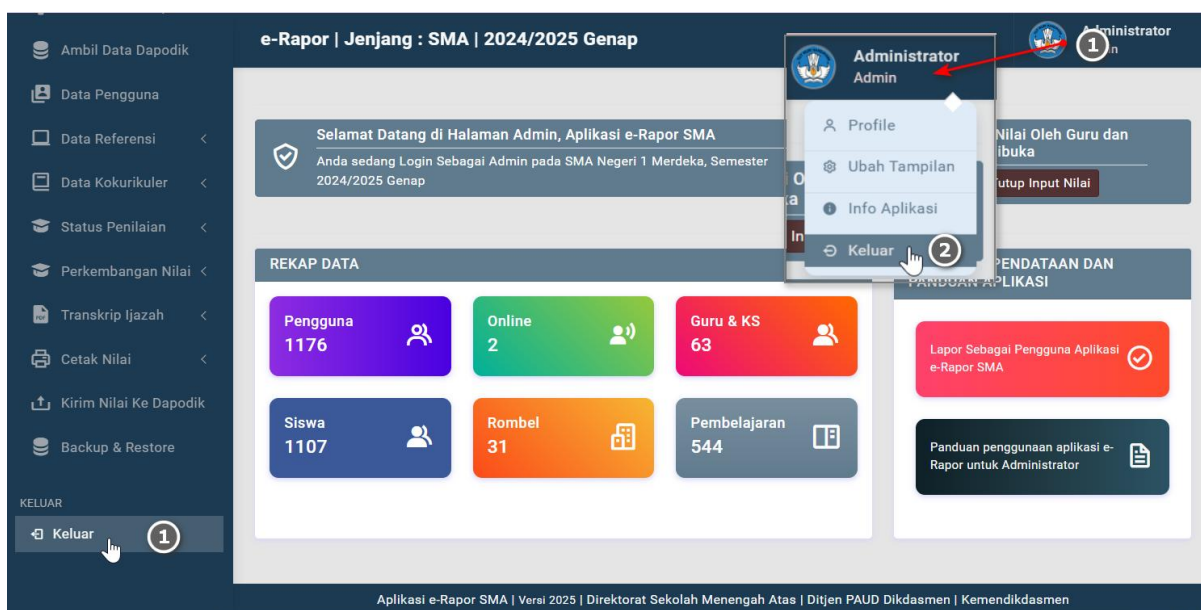 Ambil Data Dapodik
Data Pengguna
Data Referensi
Data Kokurikuler
Status Penilaian
Perkembangan Nilai
Transkrip Ijazah
Cetak Nilai
Kirim Nilai Ke Dapodik
Backup & Restore
KELUAR
Keluar
1
e-Rapor | Jenjang : SMA | 2024/2025 Genap
1
Administrator
Admin
Profile
Ubah Tampilan
Info Aplikasi
Keluar
2
Selamat Datang di Halaman Admin, Aplikasi e-Rapor SMA
Anda sedang Login Sebagai Admin pada SMA Negeri 1 Merdeka, Semester
2024/2025 Genap
Nilai Oleh Guru dan
Tutup Input Nilai
REKAP DATA
Pengguna
1176
Online
2
Guru & KS
63
Siswa
1107
Rombel
31
Pembelajaran
544
PENDATAAN DAN
PANDUAN APLIKASI
Lapor Sebagai Pengguna Aplikasi
e-Rapor SMA
Panduan penggunaan aplikasi e-
Rapor untuk Administrator
Aplikasi e-Rapor SMA | Versi 2025 | Direktorat Sekolah Menengah Atas | Ditjen PAUD Dikdasmen | Kemendikdasmen